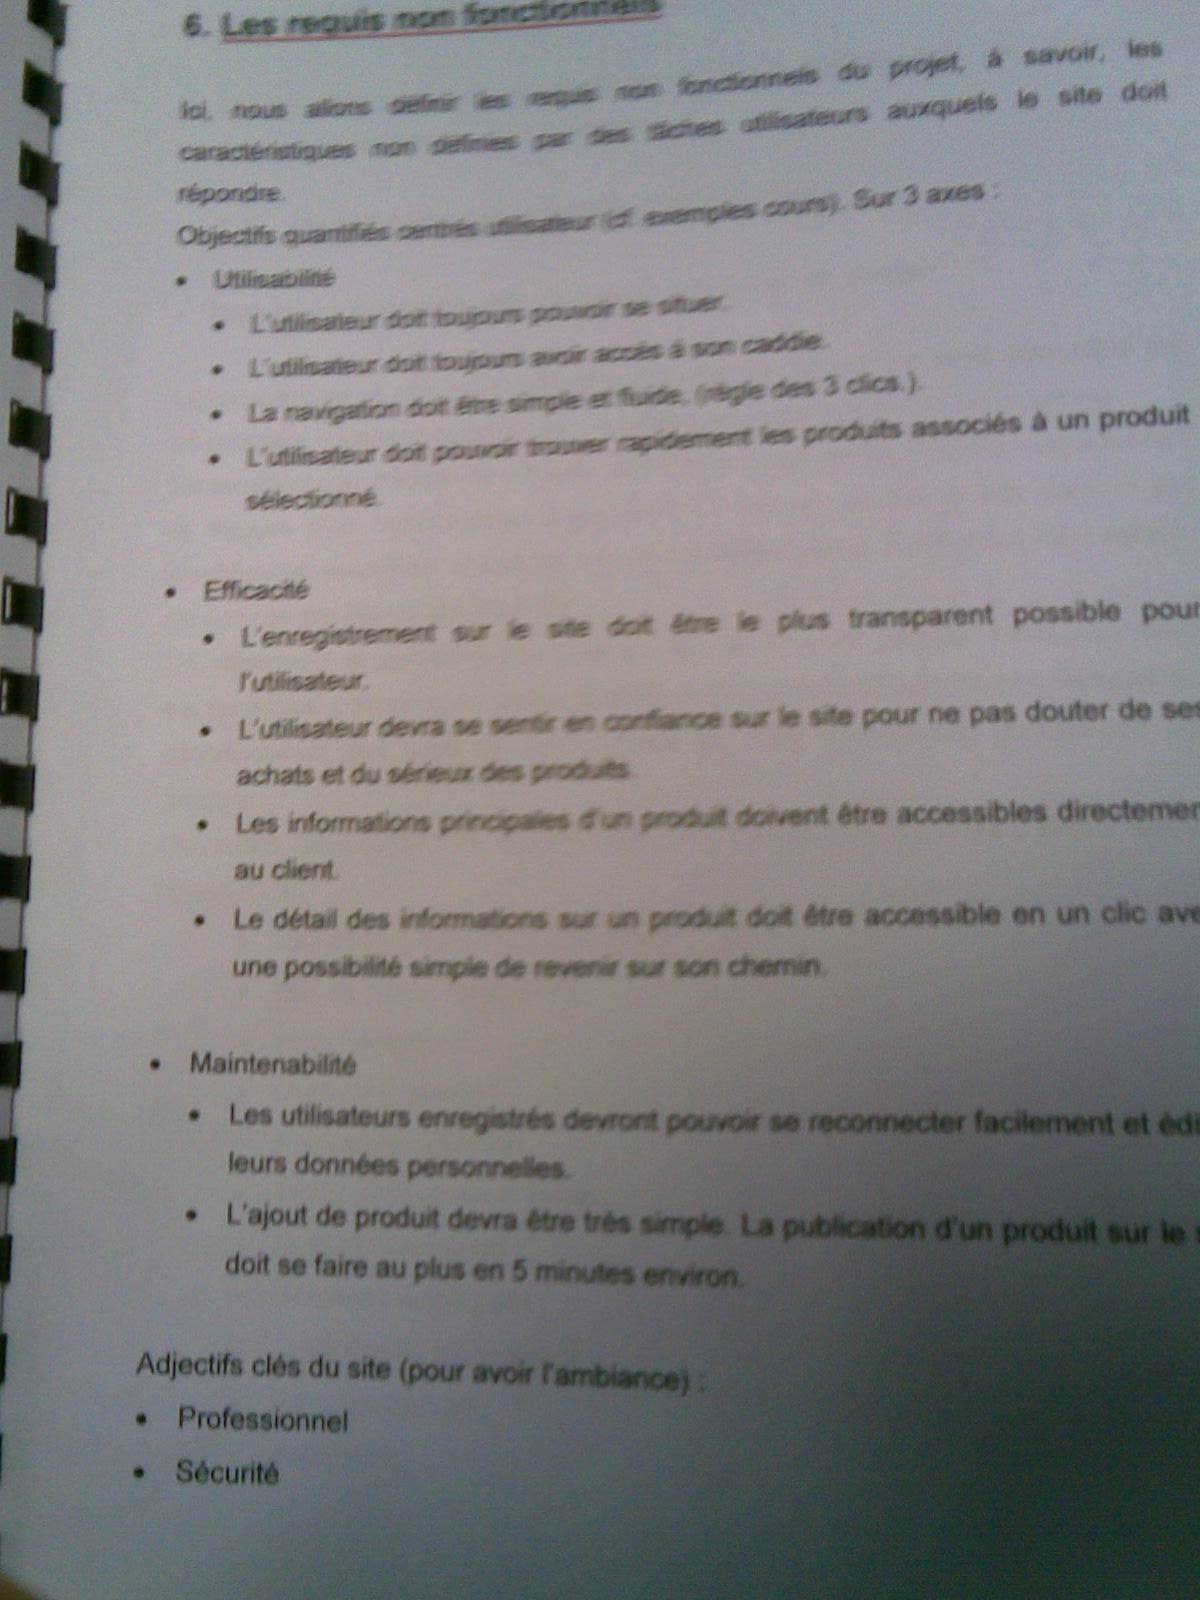 6. Les requis non fonctionnels
Ici, nous allons définir les requis non fonctionnels du projet, à savoir, les
caractéristiques non définies par des tâches utilisateurs auxquels le site doit
répondre.
Objectifs quantifiés centrés utilisateur (cf. exemples cours). Sur 3 axes :
• Utilisabilité
• L'utilisateur doit toujours pouvoir se situer.
• L'utilisateur doit toujours avoir accès à son caddie.
• La navigation doit être simple et fluide, (règle des 3 clics.).
• L'utilisateur doit pouvoir trouver rapidement les produits associés à un produit
sélectionné.
• Efficacité
• L'enregistrement sur le site doit être le plus transparent possible pour
l'utilisateur.
• L'utilisateur devra se sentir en confiance sur le site pour ne pas douter de ses
achats et du sérieux des produits.
• Les informations principales d'un produit doivent être accessibles directemen
au client.
• Le détail des informations sur un produit doit être accessible en un clic ave
une possibilité simple de revenir sur son chemin.
• Maintenabilité
• Les utilisateurs enregistrés devront pouvoir se reconnecter facilement et édi
leurs données personnelles.
• L'ajout de produit devra être très simple. La publication d'un produit sur le
doit se faire au plus en 5 minutes environ.
Adjectifs clés du site (pour avoir l'ambiance) :
• Professionnel
• Sécurité